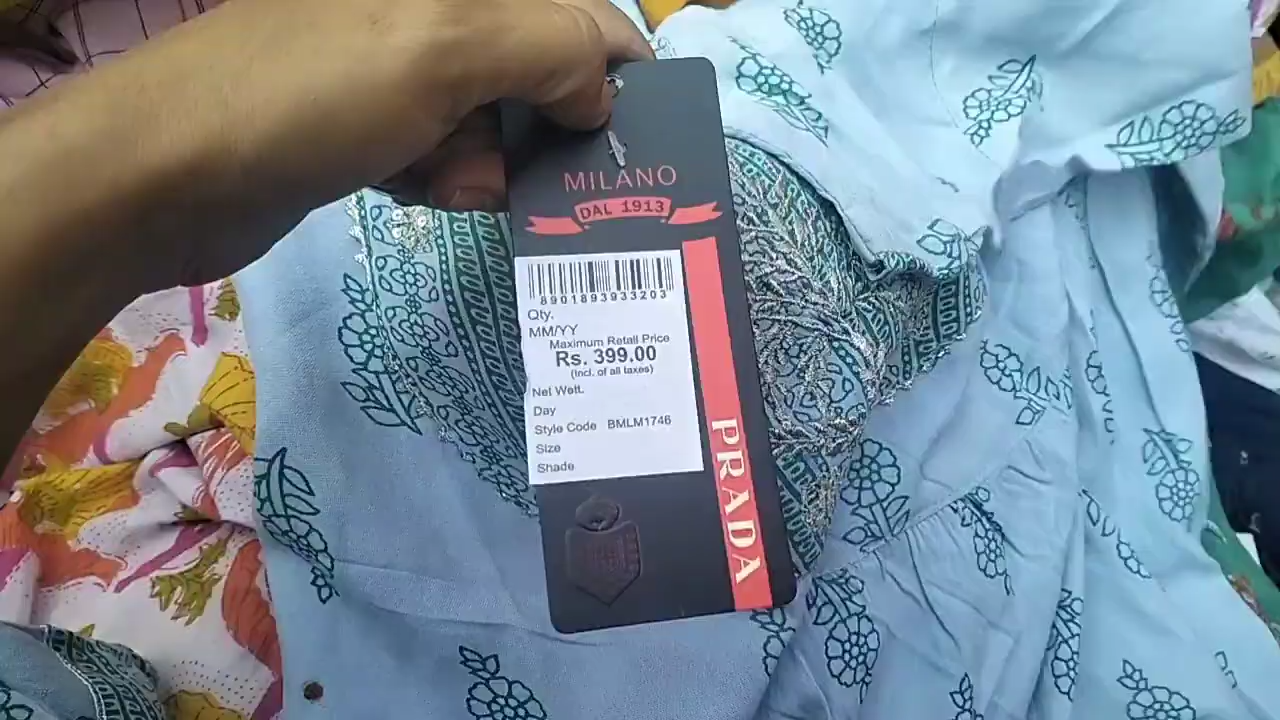 MILANO
DAL 1913
8901893933203
Qty.
MM/YY
Maximum Retail Price
Rs. 399.00
(Incl. of all taxes)
Net Wett.
Day
Style Code BMLM1746
Size
Shade
PRADA